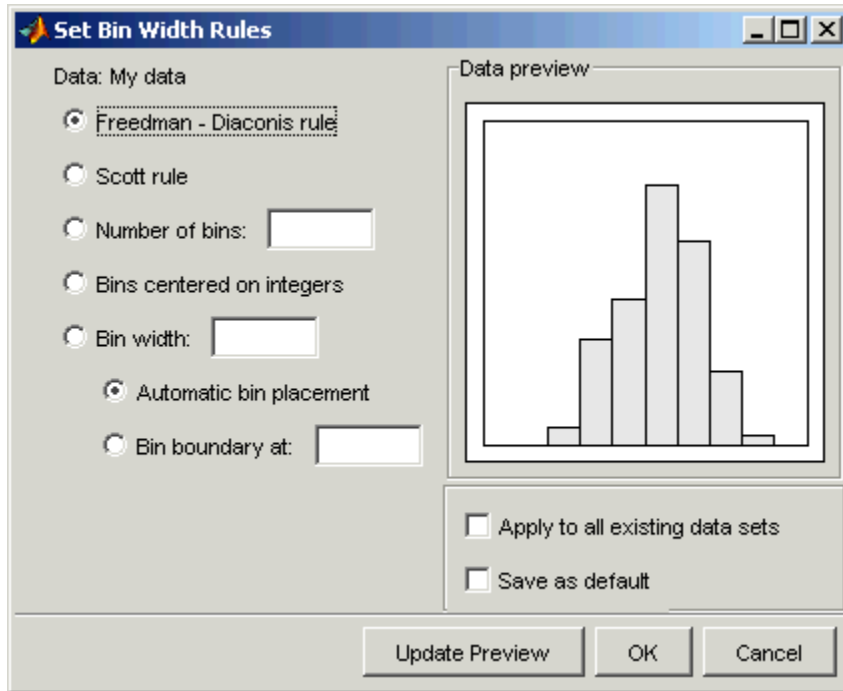 Set Bin Width Rules
Data: My data
Freedman - Diaconis rule
Scott rule
Number of bins:
Bins centered on integers
Bin width:
Automatic bin placement
Bin boundary at:
Data preview
Apply to all existing data sets
Save as default
Update Preview
OK
Cancel